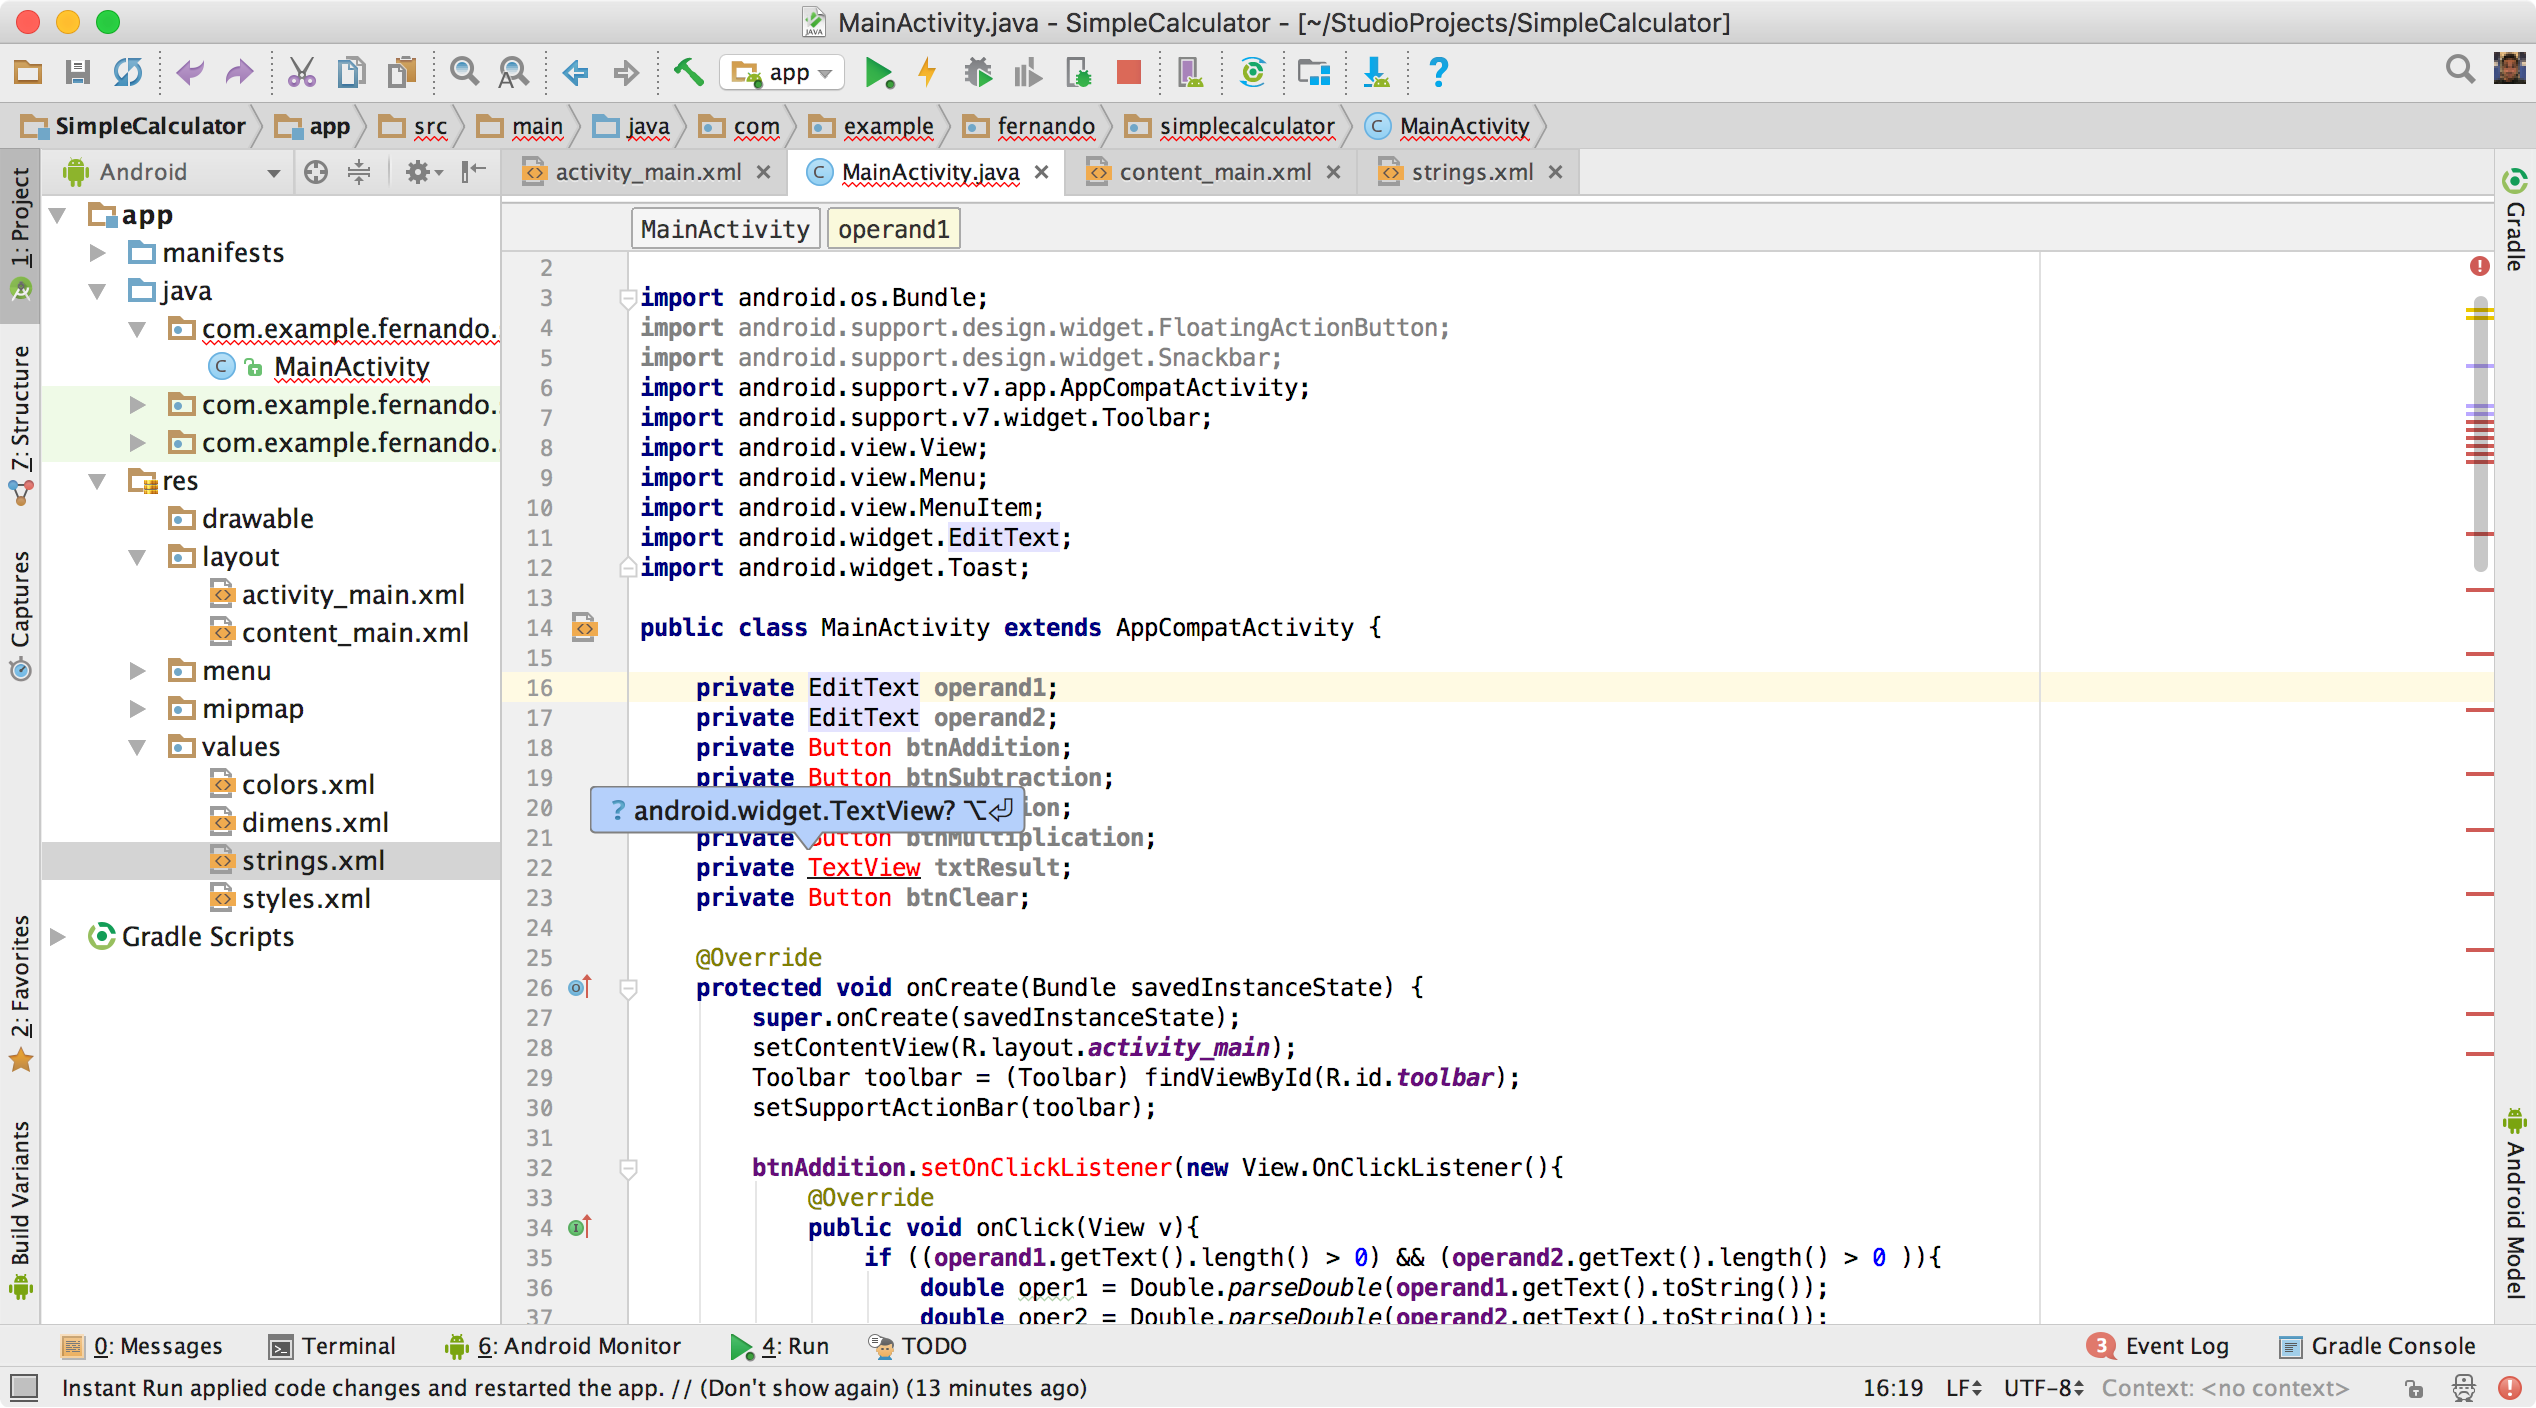 MainActivity.java - SimpleCalculator - [~/StudioProjects/SimpleCalculator]
app
SimpleCalculator app src main java com example fernando simplecalculator MainActivity
Android
activity_main.xml MainActivity.java content_main.xml strings.xml
1: Project
7: Structure
Captures
2: Favorites
Build Variants
app
manifests
java
com.example.fernando.
MainActivity
com.example.fernando.
com.example.fernando.
res
drawable
layout
activity_main.xml
content_main.xml
menu
mipmap
values
colors.xml
dimens.xml
strings.xml
styles.xml
Gradle Scripts
MainActivity operand1
2
3 import android.os.Bundle;
4 import android.support.design.widget.FloatingActionButton;
5 import android.support.design.widget.Snackbar;
6 import android.support.v7.app.AppCompatActivity;
7 import android.support.v7.widget.Toolbar;
8 import android.view.View;
9 import android.view.Menu;
10 import android.view.MenuItem;
11 import android.widget.EditText;
12 import android.widget.Toast;
13
14 public class MainActivity extends AppCompatActivity {
15
16 private EditText operand1;
17 private EditText operand2;
18 private Button btnAddition;
19 private Button btnSubtraction;
20 ? android.widget.TextView? ⌥⏎ ion;
21 private Button btnMultiplication;
22 private TextView txtResult;
23 private Button btnClear;
24
25 @Override
26 protected void onCreate(Bundle savedInstanceState) {
27 super.onCreate(savedInstanceState);
28 setContentView(R.layout.activity_main);
29 Toolbar toolbar = (Toolbar) findViewById(R.id.toolbar);
30 setSupportActionBar(toolbar);
31
32 btnAddition.setOnClickListener(new View.OnClickListener(){
33 @Override
34 public void onClick(View v){
35 if ((operand1.getText().length() > 0) && (operand2.getText().length() > 0 )){
36 double oper1 = Double.parseDouble(operand1.getText().toString());
37 double oper2 = Double.parseDouble(operand2.getText().toString());
Gradle
Android Model
0: Messages Terminal 6: Android Monitor 4: Run TODO 3 Event Log Gradle Console
Instant Run applied code changes and restarted the app. // (Don't show again) (13 minutes ago) 16:19 LF UTF-8 Context: <no context>